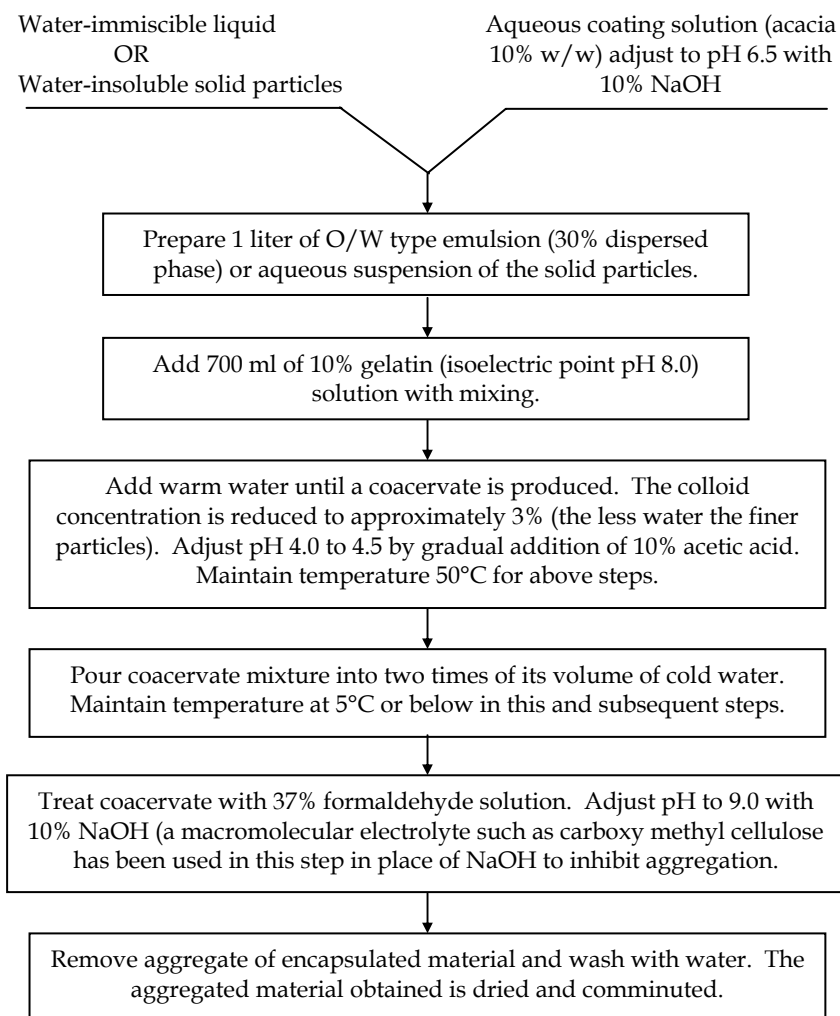 Water-immiscible liquid
OR
Water-insoluble solid particles
Aqueous coating solution (acacia
10% w/w) adjust to pH 6.5 with
10% NaOH
Prepare 1 liter of O/W type emulsion (30% dispersed
phase) or aqueous suspension of the solid particles.
Add 700 ml of 10% gelatin (isoelectric point pH 8.0)
solution with mixing.
Add warm water until a coacervate is produced. The colloid
concentration is reduced to approximately 3% (the less water the finer
particles). Adjust pH 4.0 to 4.5 by gradual addition of 10% acetic acid.
Maintain temperature 50°C for above steps.
Pour coacervate mixture into two times of its volume of cold water.
Maintain temperature at 5°C or below in this and subsequent steps.
Treat coacervate with 37% formaldehyde solution. Adjust pH to 9.0 with
10% NaOH (a macromolecular electrolyte such as carboxy methyl cellulose
has been used in this step in place of NaOH to inhibit aggregation.
Remove aggregate of encapsulated material and wash with water. The
aggregated material obtained is dried and comminuted.